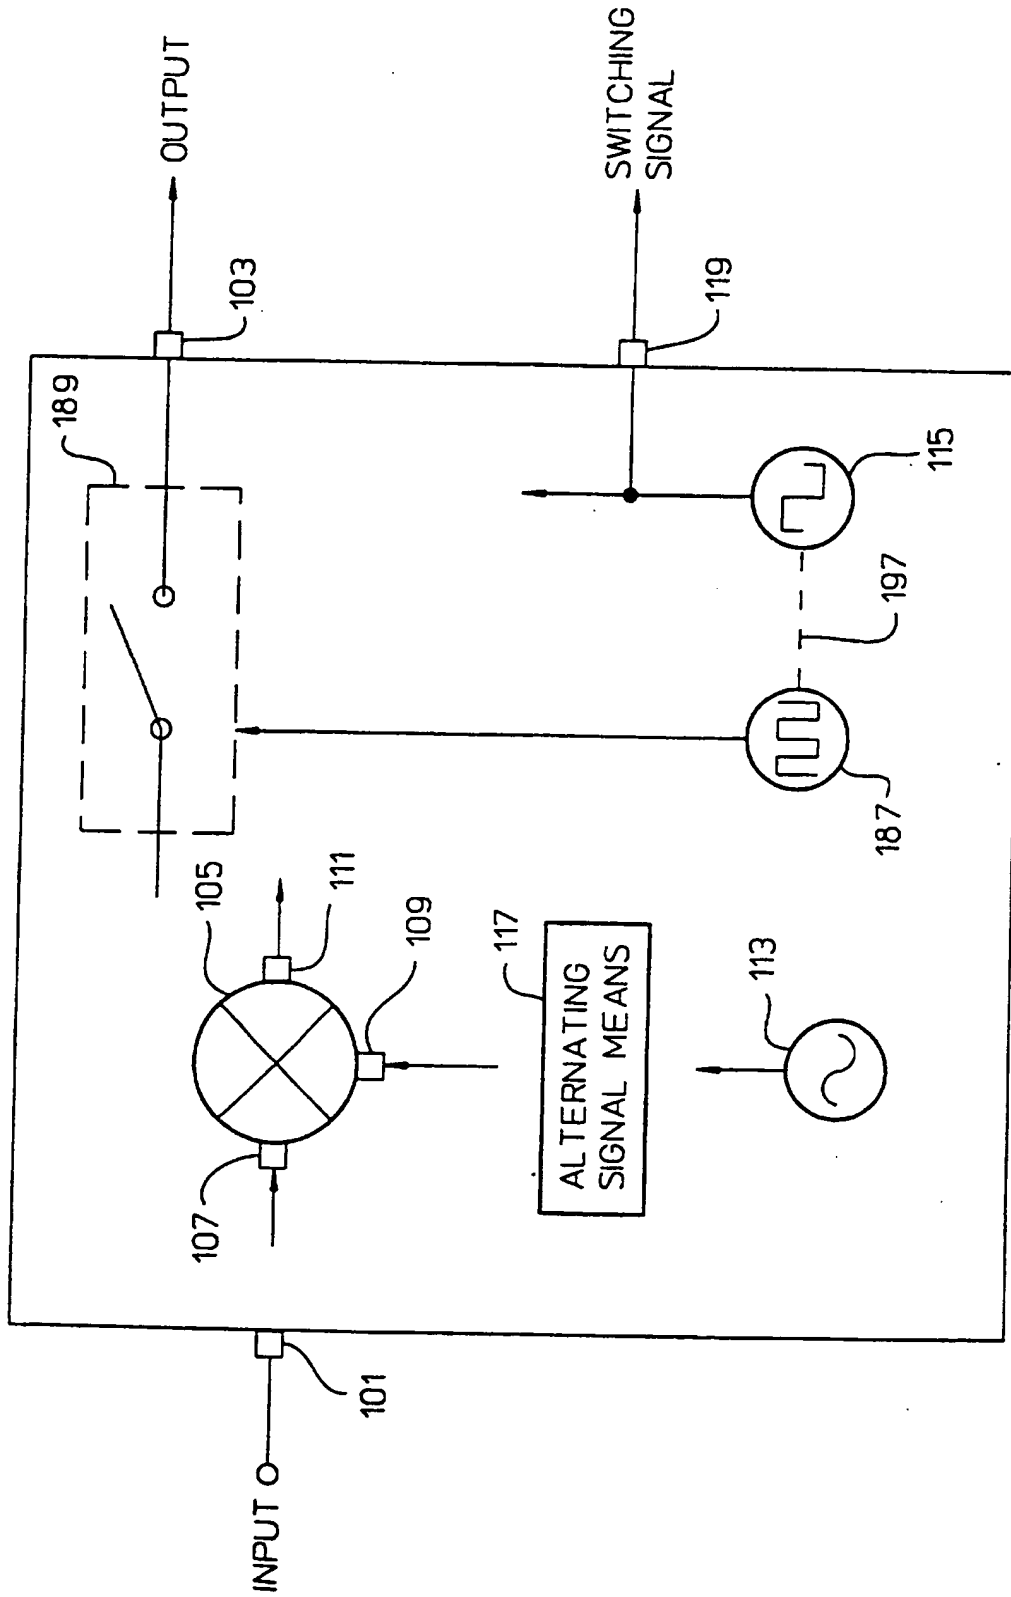 OUTPUT
SWITCHING
SIGNAL
103
119
189
115
197
187
105
111
109
117
ALTERNATING
SIGNAL MEANS
113
107
101
INPUT